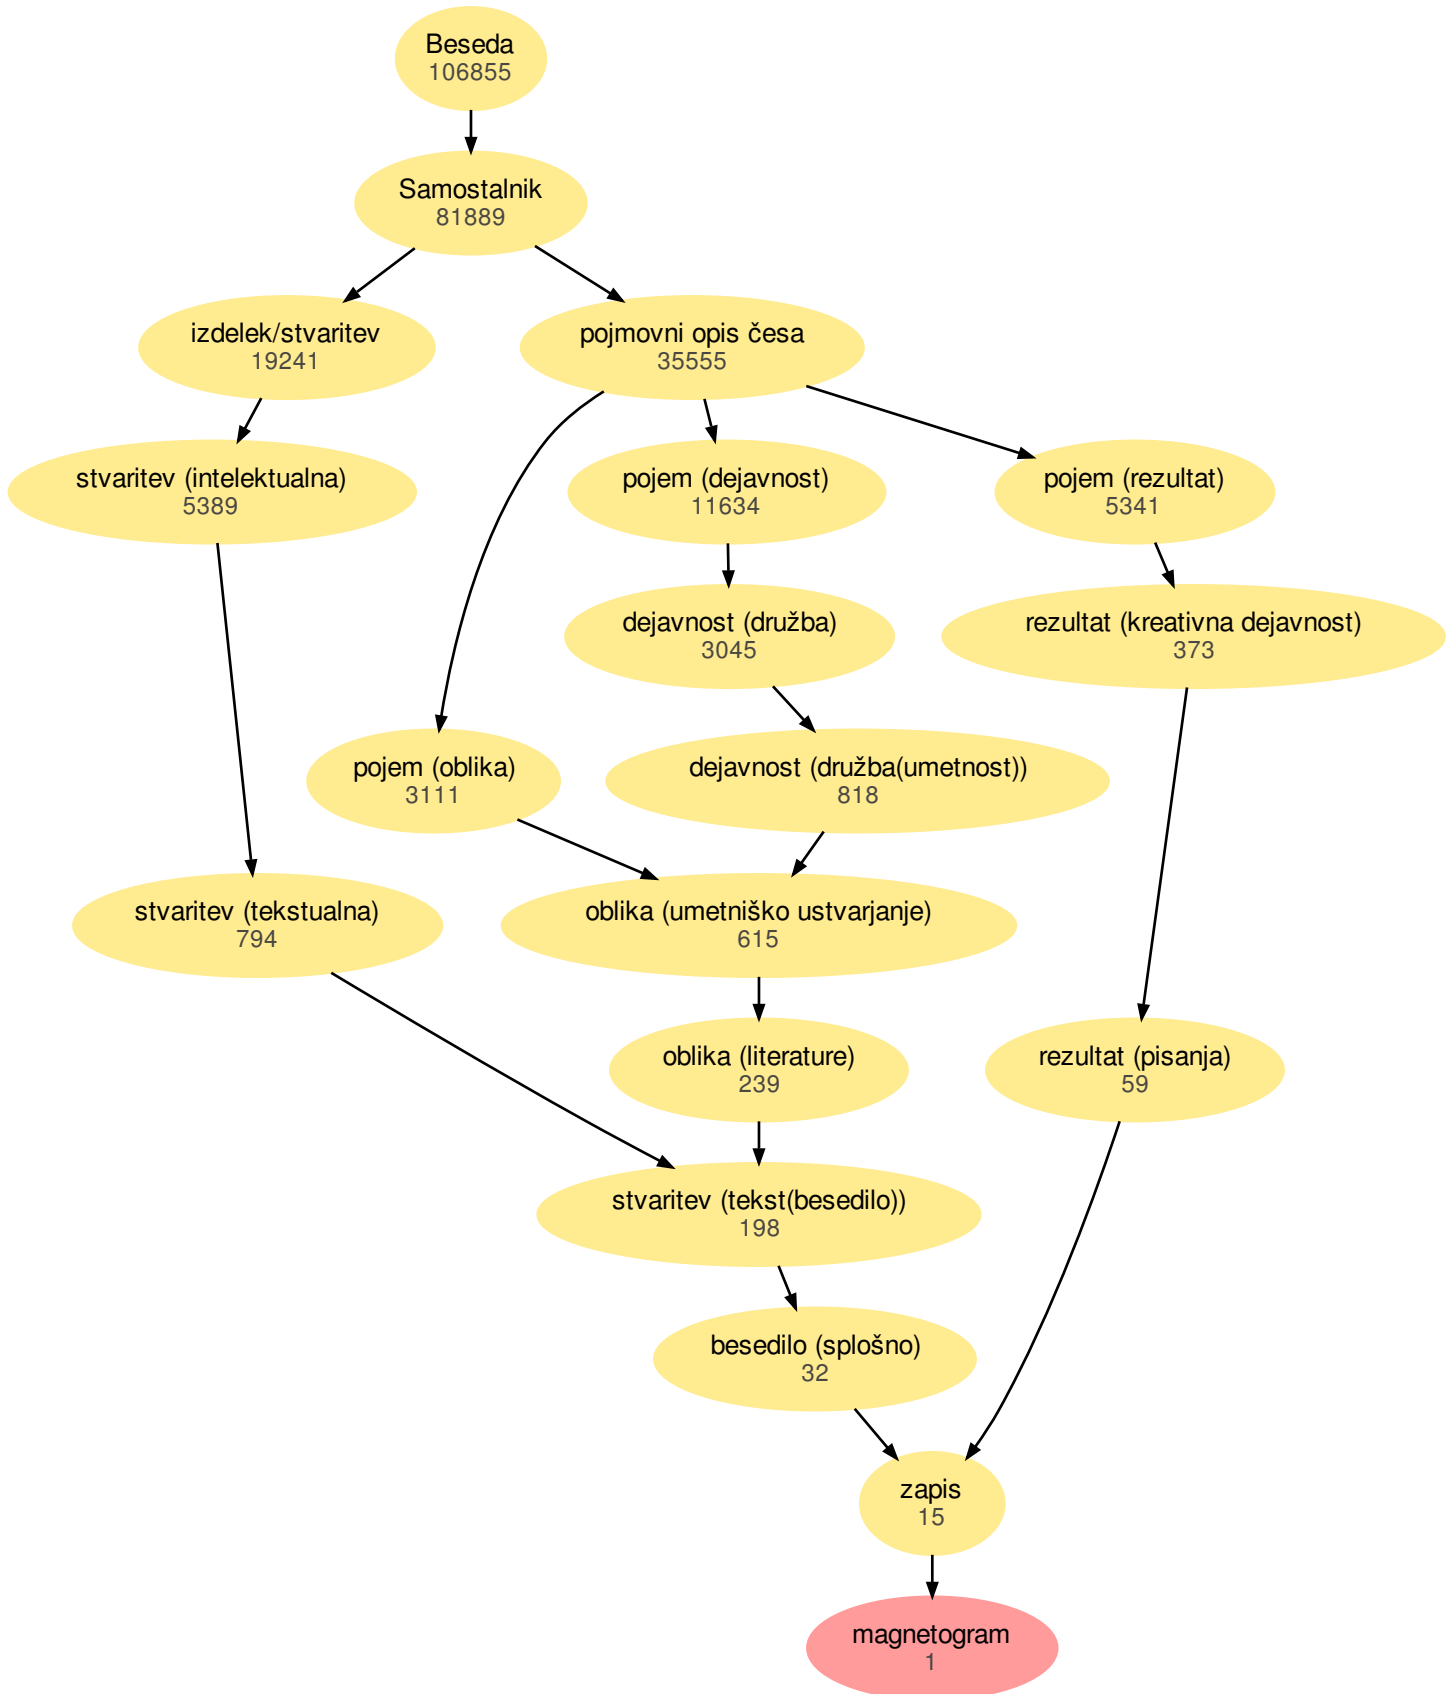 Beseda
106855
Samostalnik
81889
izdelek/stvaritev
19241
pojmovni opis česa
35555
stvaritev (intelektualna)
5389
pojem (dejavnost)
11634
pojem (rezultat)
5341
dejavnost (družba)
3045
rezultat (kreativna dejavnost)
373
pojem (oblika)
3111
dejavnost (družba(umetnost))
818
stvaritev (tekstualna)
794
oblika (umetniško ustvarjanje)
615
oblika (literature)
239
rezultat (pisanja)
59
stvaritev (tekst(besedilo))
198
besedilo (splošno)
32
zapis
15
magnetogram
1